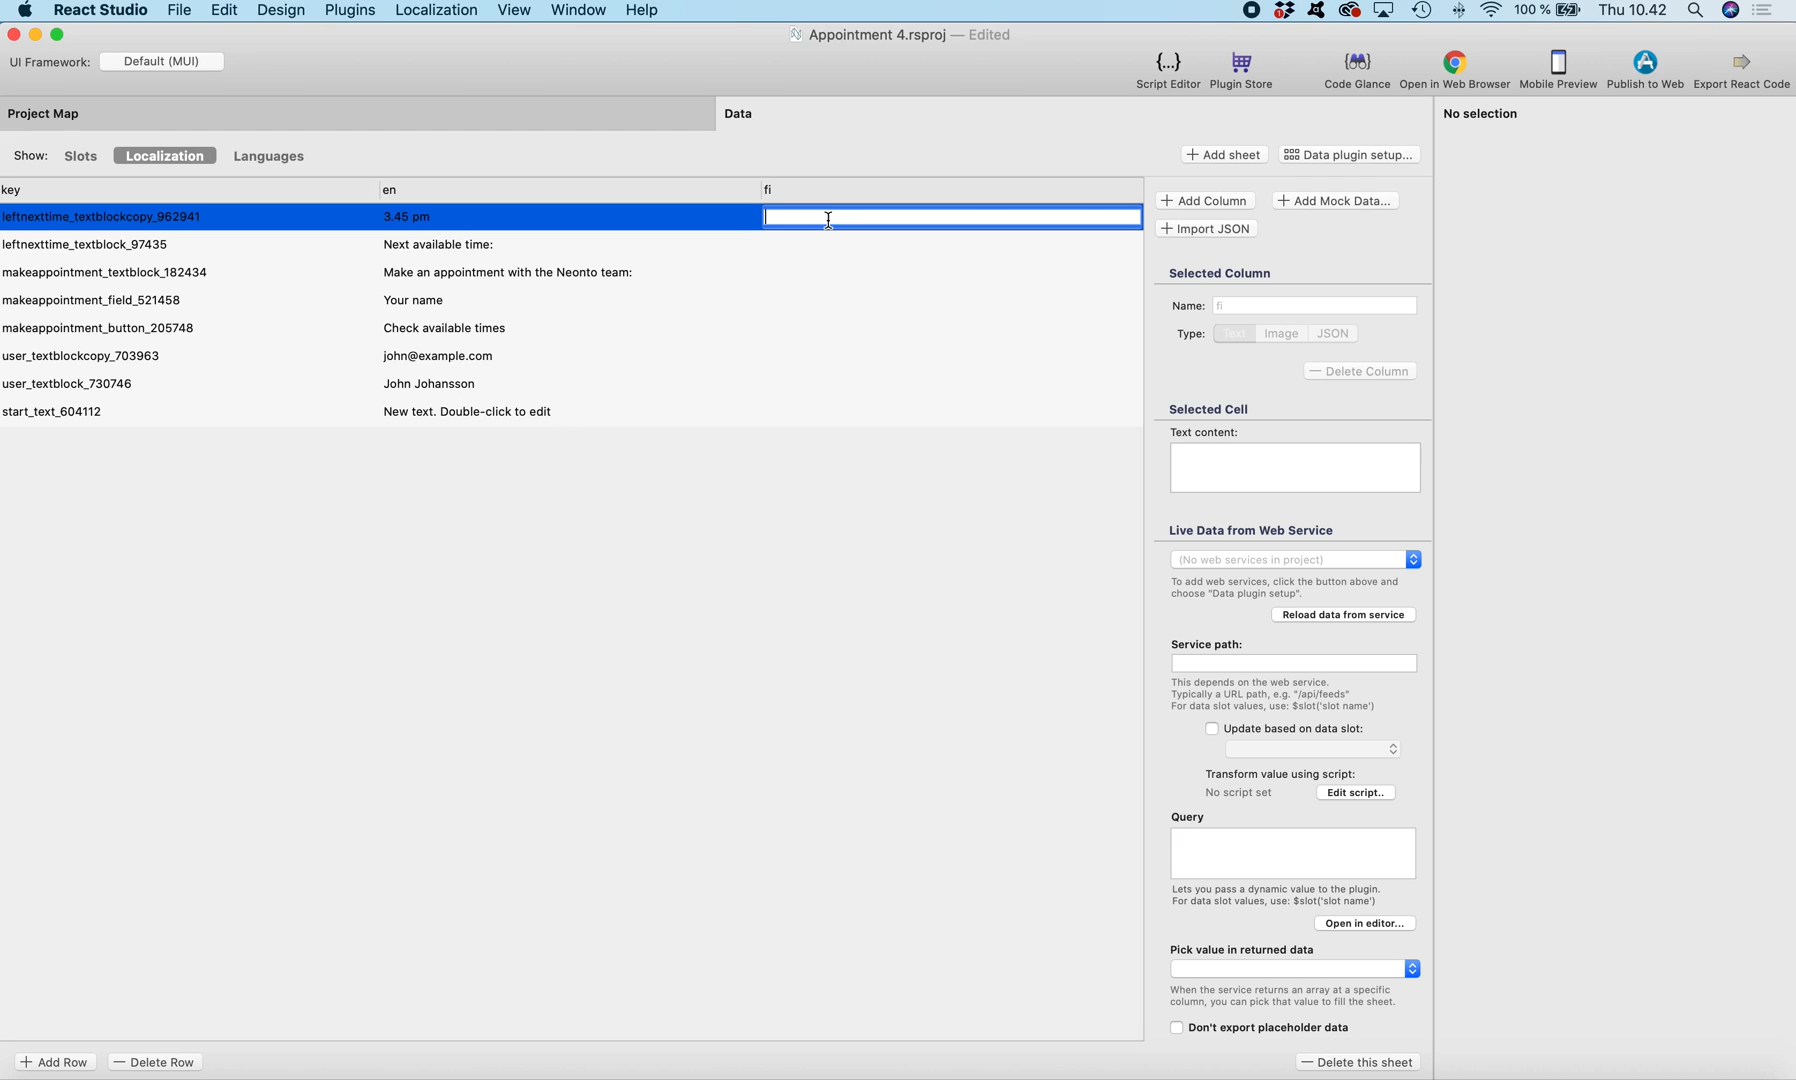 React Studio File Edit Design Plugins Localization View Window Help 1 100 % Thu 10.42
Appointment 4.rsproj — Edited
UI Framework: Default (MUI)
{...}
Script Editor Plugin Store Code Glance Open in Web Browser Mobile Preview Publish to Web Export React Code
Project Map Data No selection
Show: Slots Localization Languages + Add sheet Data plugin setup...
key en fi
+ Add Column + Add Mock Data...
+ Import JSON
leftnexttime_textblockcopy_962941 3.45 pm
leftnexttime_textblock_97435 Next available time:
makeappointment_textblock_182434 Make an appointment with the Neonto team:
makeappointment_field_521458 Your name
makeappointment_button_205748 Check available times
user_textblockcopy_703963 john@example.com
user_textblock_730746 John Johansson
start_text_604112 New text. Double-click to edit
Selected Column
Name: fi
Type: Text Image JSON
— Delete Column
Selected Cell
Text content:
Live Data from Web Service
(No web services in project)
To add web services, click the button above and
choose "Data plugin setup".
Reload data from service
Service path:
This depends on the web service.
Typically a URL path, e.g. "/api/feeds"
For data slot values, use: $slot('slot name')
Update based on data slot:
Transform value using script:
No script set Edit script..
Query
Lets you pass a dynamic value to the plugin.
For data slot values, use: $slot('slot name')
Open in editor...
Pick value in returned data
When the service returns an array at a specific
column, you can pick that value to fill the sheet.
Don't export placeholder data
+ Add Row — Delete Row — Delete this sheet